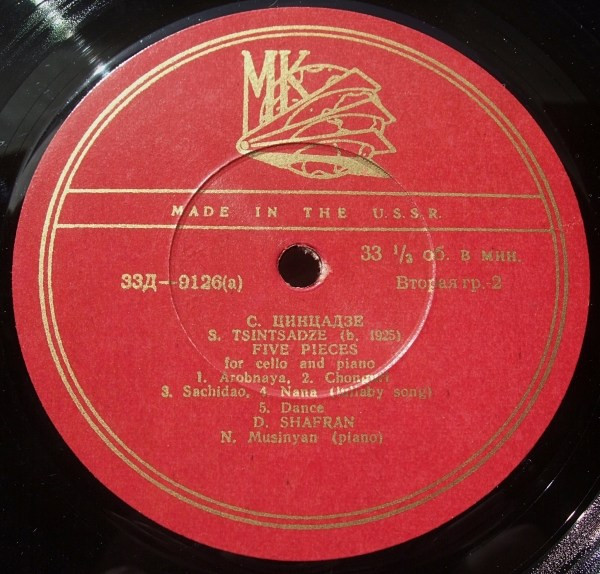 МК
MADE IN THE U.S.S.R.
33 1/3 об. в мин.
33Д—9126(а)
Вторая гр.-2
С. ЦИНЦАДЗЕ
S. TSINTSADZE (b. 1925)
FIVE PIECES
for cello and piano
1. Arobnaya, 2. Chonguri
3. Sachidao, 4. Nana (lullaby song)
5. Dance
D. SHAFRAN
N. Musinyan (piano)